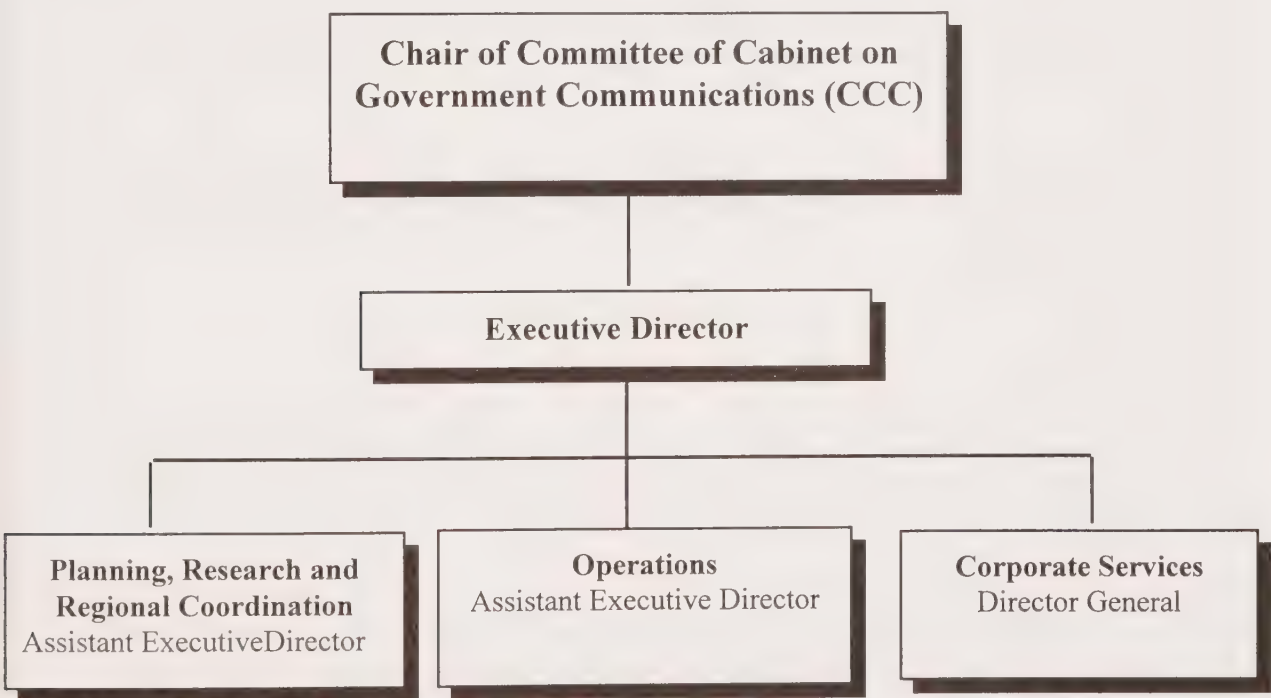 Chair of Committee of Cabinet on
Government Communications (CCC)
Executive Director
Planning, Research and
Regional Coordination
Assistant ExecutiveDirector
Operations
Assistant Executive Director
Corporate Services
Director General